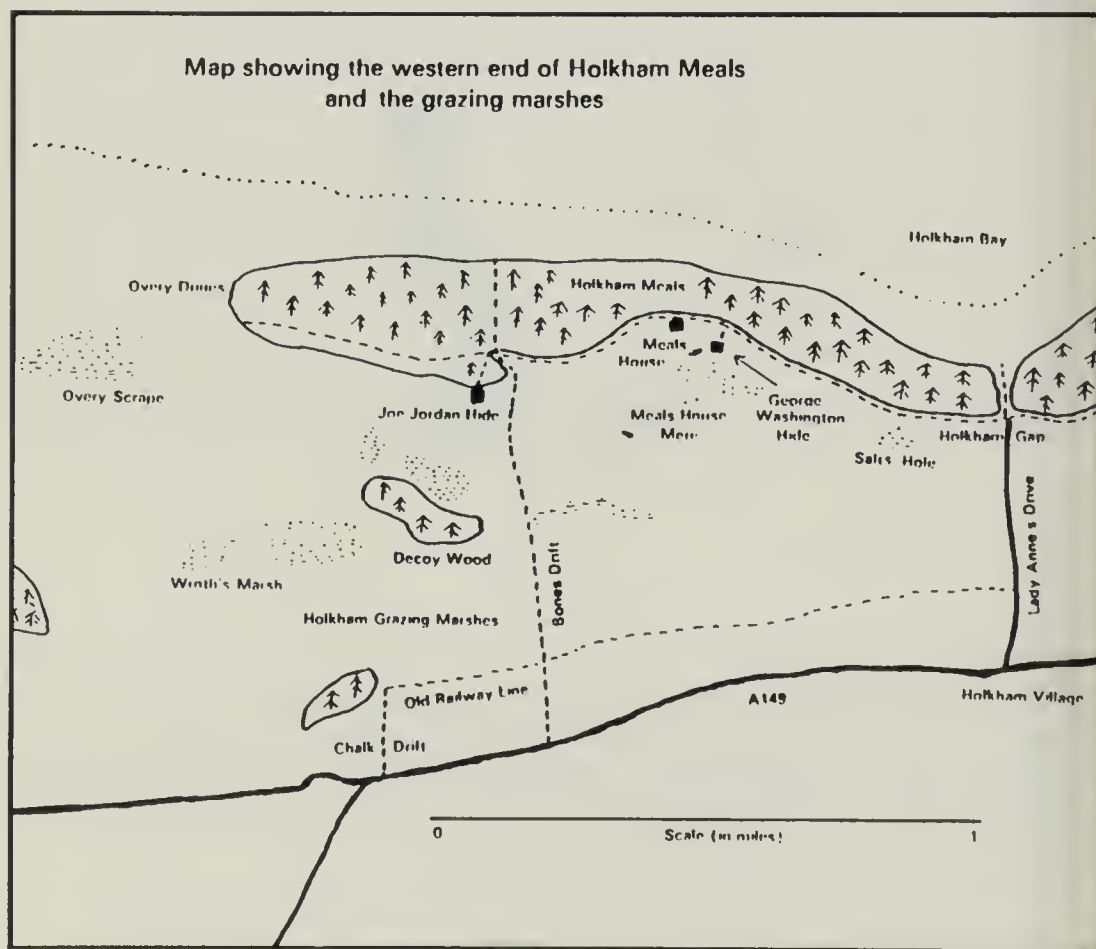 Map showing the western end of Holkham Meals
and the grazing marshes
Holkham Bay
Overy Dunes
Holkham Meals
Meals
House
Overy Scrape
Joe Jordan Hide
Meals House
Mere
George
Washington
Hide
Holkham Gap
Salts Hole
Decoy Wood
Bones Drift
Lady Anne's Drive
Holkham Grazing Marshes
Old Railway Line
A149
Holkham Village
Chalk Drift
0
1
Scale (in miles)